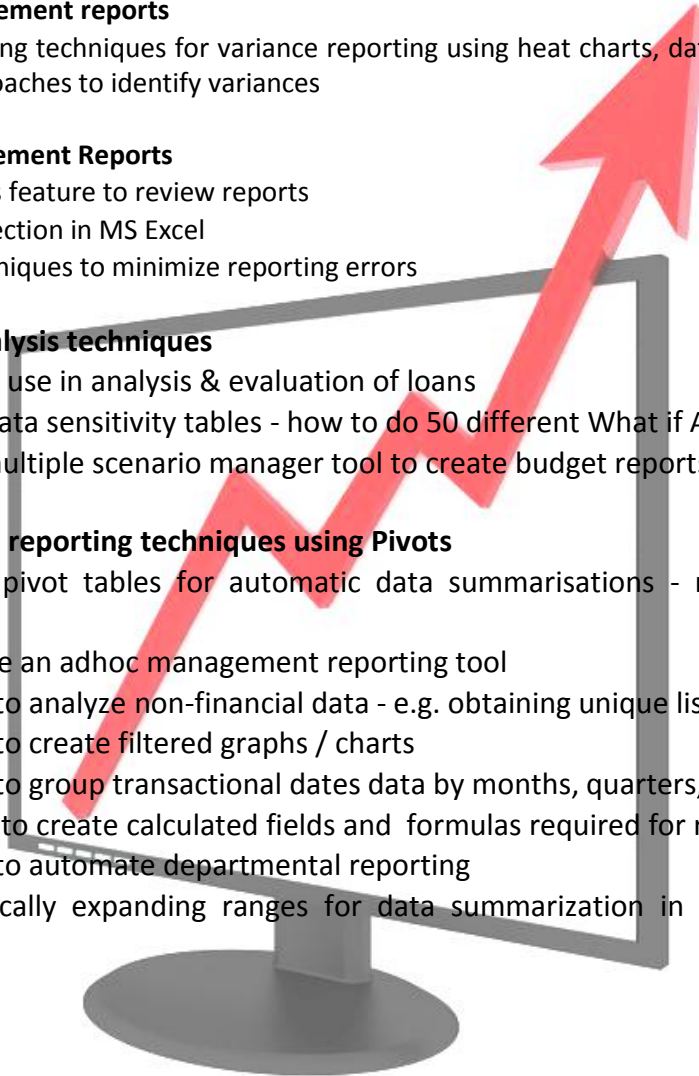 ement reports
ng techniques for variance reporting using heat charts, da
oaches to identify variances
ement Reports
s feature to review reports
ection in MS Excel
niques to minimize reporting errors
lysis techniques
use in analysis & evaluation of loans
ata sensitivity tables - how to do 50 different What if A
ultiple scenario manager tool to create budget reports
reporting techniques using Pivots
pivot tables for automatic data summarisations - r
e an adhoc management reporting tool
to analyze non-financial data - e.g. obtaining unique lis
to create filtered graphs / charts
to group transactional dates data by months, quarters,
to create calculated fields and formulas required for r
to automate departmental reporting
cally expanding ranges for data summarization in